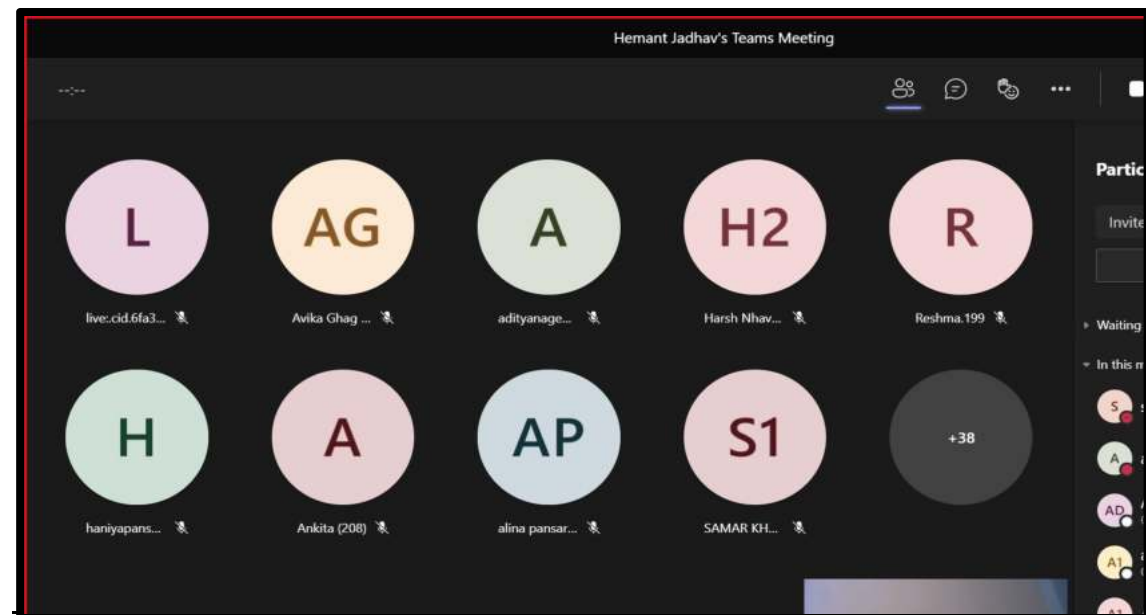 Hemant Jadhav's Teams Meeting
--:--
Partic
Invite
L AG A H2 R
live:.cid.6fa3... Avika Ghag ... adityanage... Harsh Nhav... Reshma.199
Waiting
In this m
H A AP S1 +38
haniyapans... Ankita (208) alina pansar... SAMAR KH... 
S
A
AD
A1